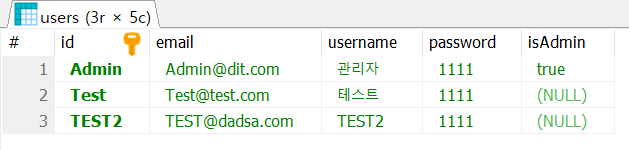 users (3r × 5c)
# id email username password isAdmin
1 Admin Admin@dit.com 관리자 1111 true
2 Test Test@test.com 테스트 1111 (NULL)
3 TEST2 TEST@dadsa.com TEST2 1111 (NULL)